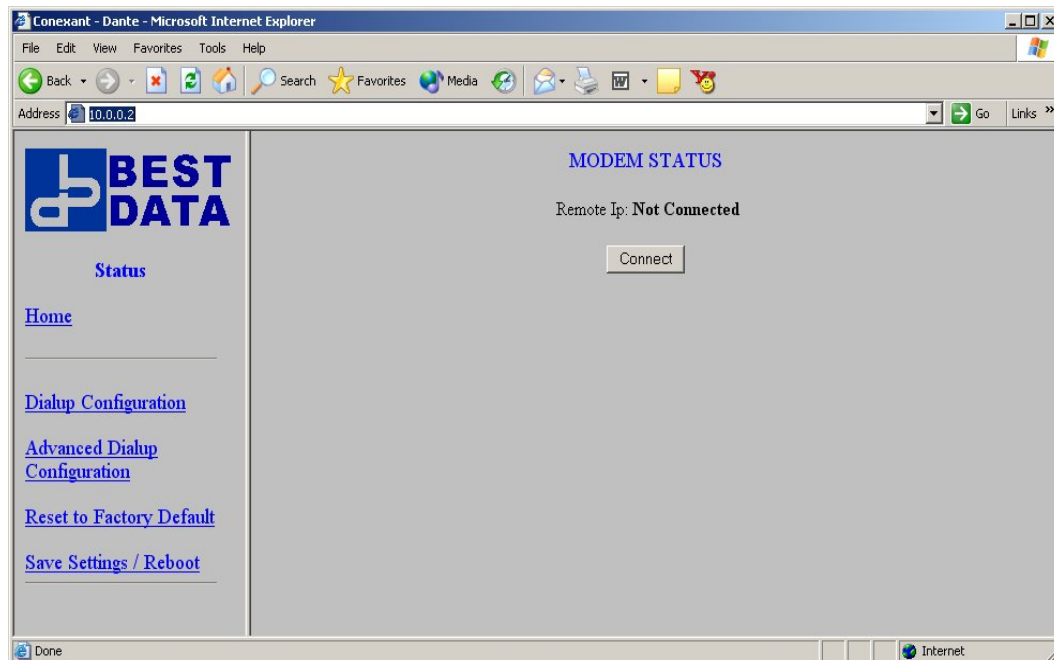 Conexant - Dante - Microsoft Internet Explorer
File Edit View Favorites Tools Help
Back Search Favorites Media
Address 10.0.0.2 Go Links »
BEST
DATA
Status
Home
Dialup Configuration
Advanced Dialup
Configuration
Reset to Factory Default
Save Settings / Reboot
MODEM STATUS
Remote Ip: Not Connected
Connect
Done Internet